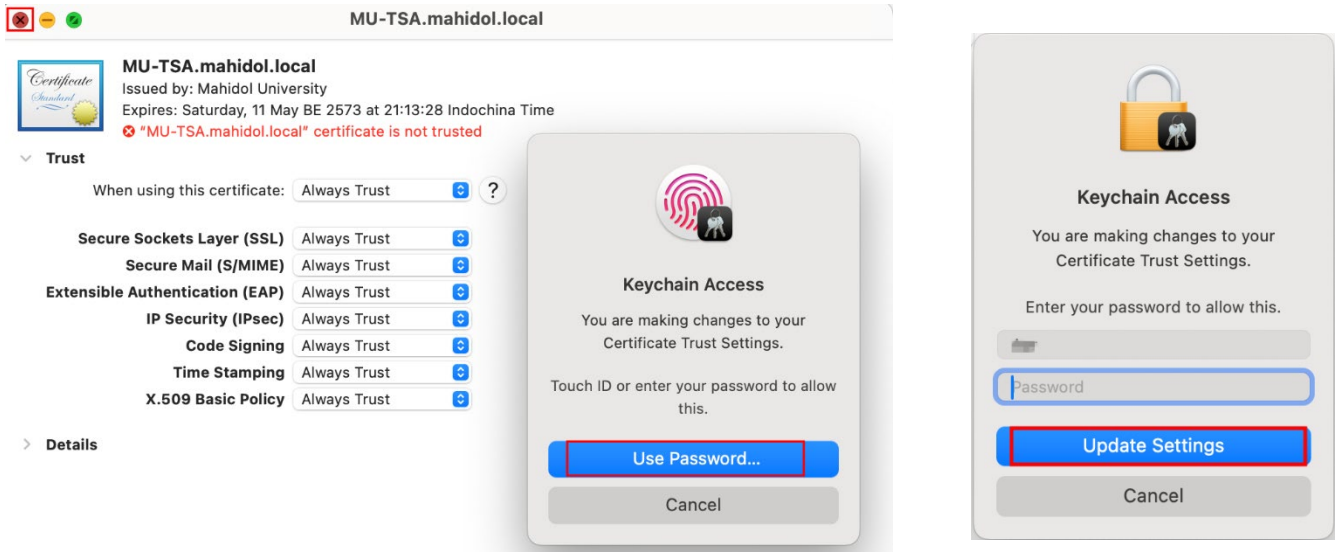 MU-TSA.mahidol.local
Certificate
Standard
MU-TSA.mahidol.local
Issued by: Mahidol University
Expires: Saturday, 11 May BE 2573 at 21:13:28 Indochina Time
"MU-TSA.mahidol.local" certificate is not trusted
Trust
When using this certificate: Always Trust ?
Secure Sockets Layer (SSL) Always Trust
Secure Mail (S/MIME) Always Trust
Extensible Authentication (EAP) Always Trust
IP Security (IPsec) Always Trust
Code Signing Always Trust
Time Stamping Always Trust
X.509 Basic Policy Always Trust
Details
Keychain Access
You are making changes to your
Certificate Trust Settings.
Touch ID or enter your password to allow
this.
Use Password...
Cancel
Keychain Access
You are making changes to your
Certificate Trust Settings.
Enter your password to allow this.
Password
Update Settings
Cancel